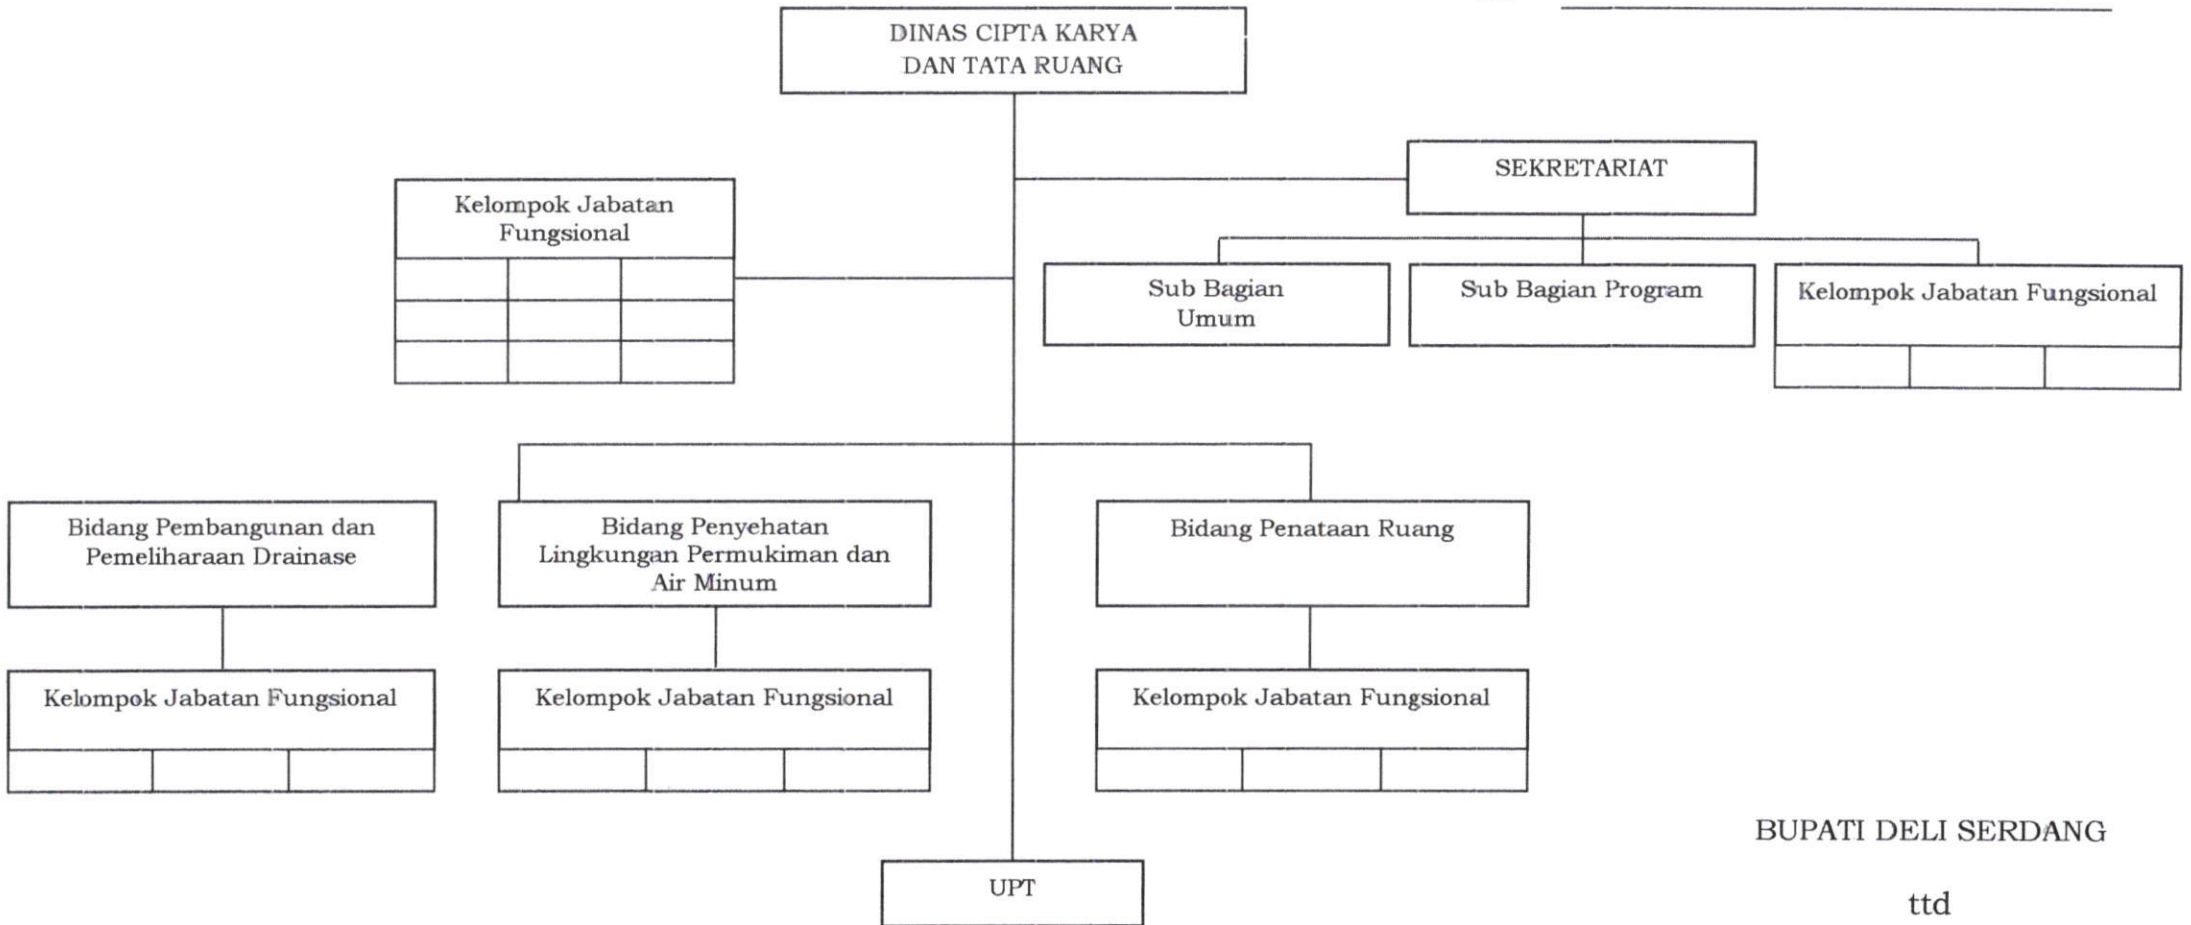 DINAS CIPTA KARYA
DAN TATA RUANG
SEKRETARIAT
Kelompok Jabatan
Fungsional
Sub Bagian
Umum
Sub Bagian Program
Kelompok Jabatan Fungsional
Bidang Pembangunan dan
Pemeliharaan Drainase
Bidang Penyehatan
Lingkungan Permukiman dan
Air Minum
Bidang Penataan Ruang
Kelompok Jabatan Fungsional
Kelompok Jabatan Fungsional
Kelompok Jabatan Fungsional
BUPATI DELI SERDANG
UPT
ttd